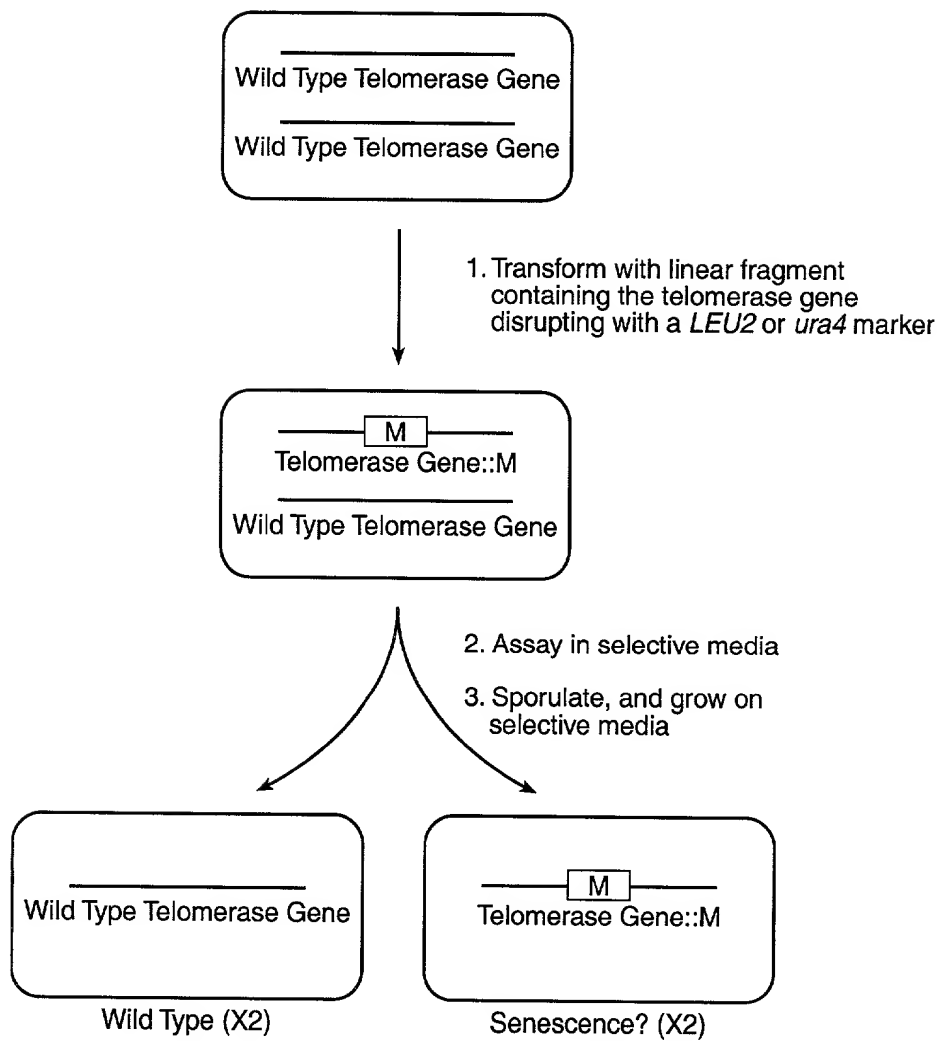 Wild Type Telomerase Gene
Wild Type Telomerase Gene
1. Transform with linear fragment
containing the telomerase gene
disrupting with a LEU2 or ura4 marker
M
Telomerase Gene::M
Wild Type Telomerase Gene
2. Assay in selective media
3. Sporulate, and grow on
selective media
Wild Type Telomerase Gene
Wild Type (X2)
M
Telomerase Gene::M
Senescence? (X2)